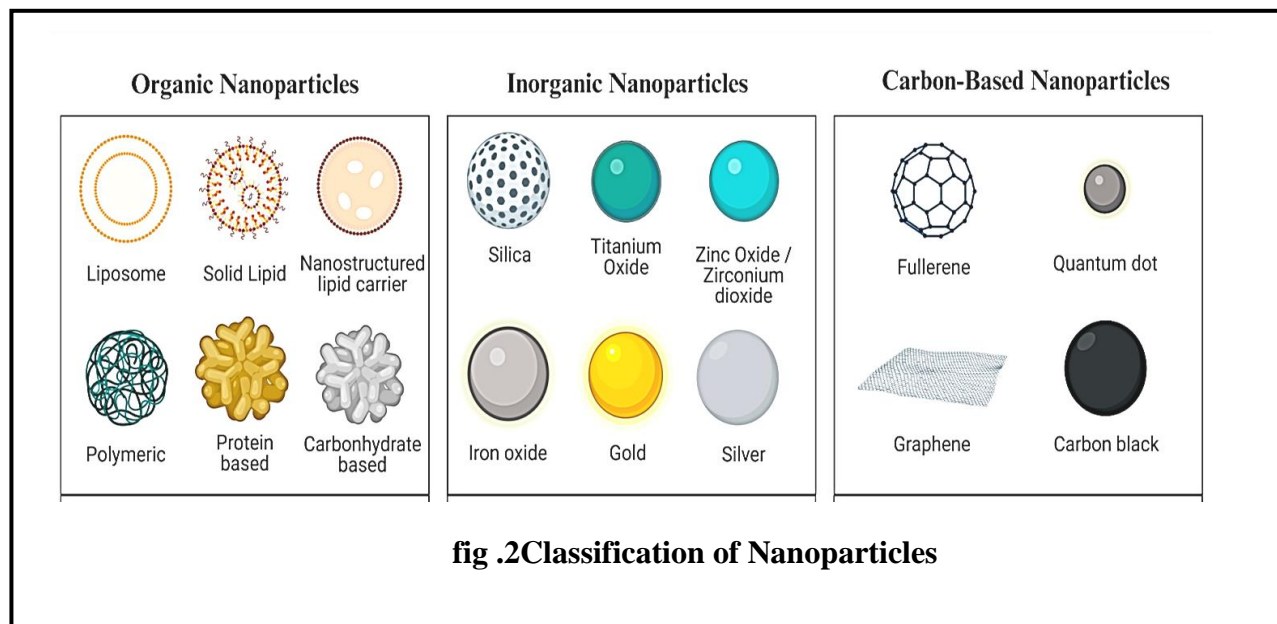 Organic Nanoparticles
Liposome
Solid Lipid
Nanostructured
lipid carrier
Polymeric
Protein
based
Carbonhydrate
based
Inorganic Nanoparticles
Silica
Titanium
Oxide
Zinc Oxide /
Zirconium
dioxide
Iron oxide
Gold
Silver
Carbon-Based Nanoparticles
Fullerene
Quantum dot
Graphene
Carbon black
fig .2Classification of Nanoparticles